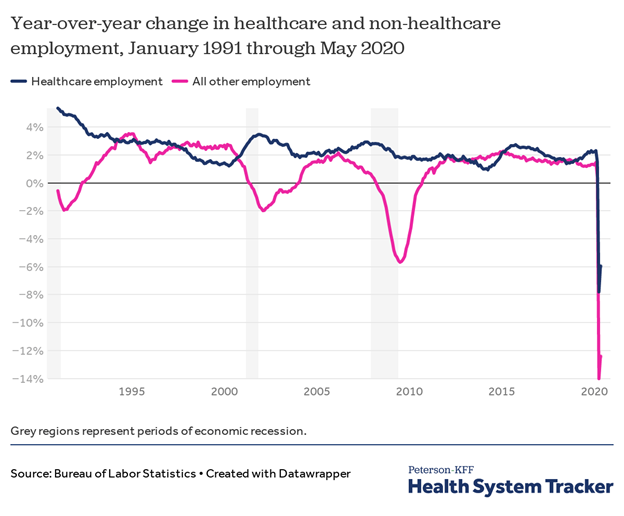 Year-over-year change in healthcare and non-healthcare
employment, January 1991 through May 2020
Healthcare employment All other employment
4%
2%
0%
−2%
−4%
−6%
−8%
−10%
−12%
−14%
1995 2000 2005 2010 2015 2020
Grey regions represent periods of economic recession.
Source: Bureau of Labor Statistics • Created with Datawrapper
Peterson-KFF
Health System Tracker